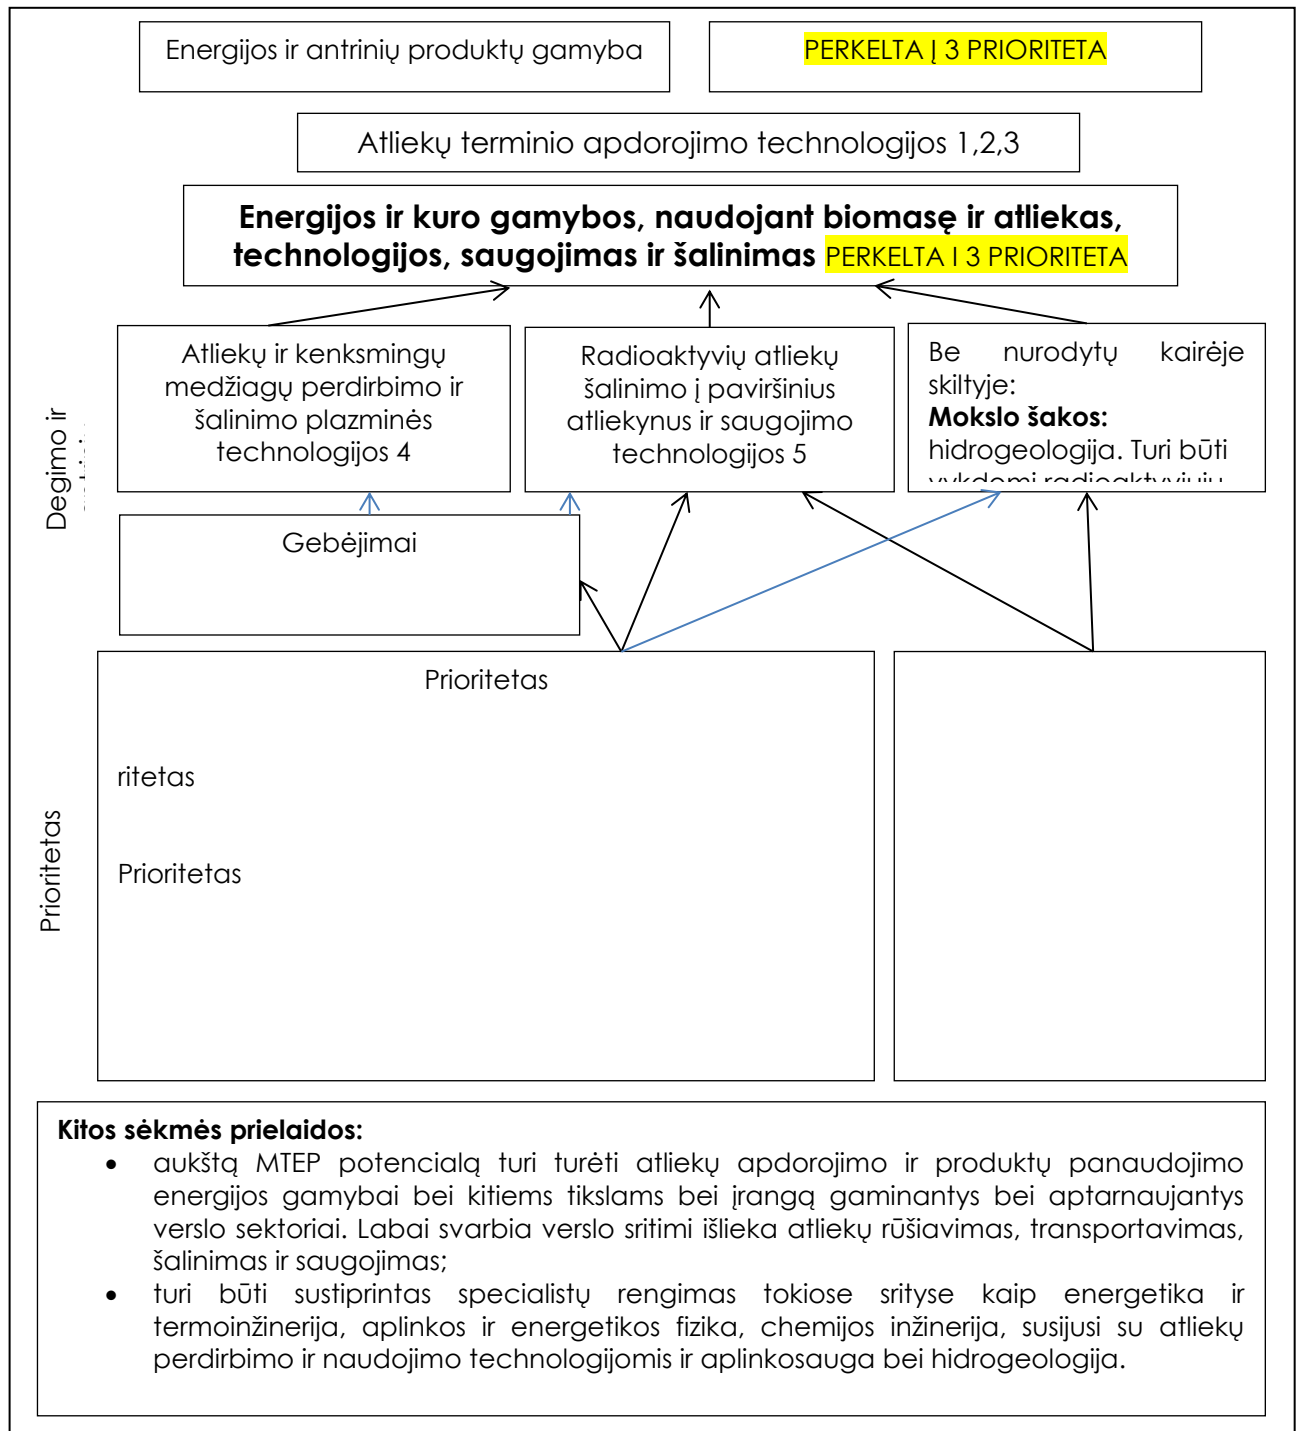 Energijos ir antrinių produktų gamyba
PERKELTA Į 3 PRIORITETA
Atliekų terminio apdorojimo technologijos 1,2,3
Energijos ir kuro gamybos, naudojant biomasę ir atliekas,
technologijos, saugojimas ir šalinimas PERKELTA I 3 PRIORITETA
Atliekų ir kenksmingų
medžiagų perdirbimo ir
šalinimo plazminės
technologijos 4
Radioaktyvių atliekų
šalinimo į paviršinius
atliekynus ir saugojimo
technologijos 5
Be nurodytų kairėje
skiltyje:
Mokslo šakos:
hidrogeologija. Turi būti
vykdomi radioaktyviųjų
Degimo ir
Gebėjimai
Prioritetas
ritetas
Prioritetas
Prioritetas
Kitos sėkmės prielaidos:
• aukštą MTEP potencialą turi turėti atliekų apdorojimo ir produktų panaudojimo
energijos gamybai bei kitiems tikslams bei įrangą gaminantys bei aptarnaujantys
verslo sektoriai. Labai svarbia verslo sritimi išlieka atliekų rūšiavimas, transportavimas,
šalinimas ir saugojimas;
• turi būti sustiprintas specialistų rengimas tokiose srityse kaip energetika ir
termoinžinerija, aplinkos ir energetikos fizika, chemijos inžinerija, susijusi su atliekų
perdirbimo ir naudojimo technologijomis ir aplinkosauga bei hidrogeologija.